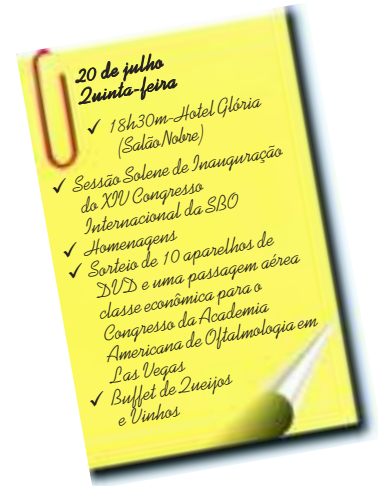 20 de julho
Quinta-feira
✓ 18h30m-Hotel Glória
(Salão Nobre)
✓ Sessão Solene de Inauguração
do XIV Congresso
Internacional da SBO
✓ Homenagens
✓ Sorteio de 10 aparelhos de
DVD e uma passagem aérea
classe econômica para o
Congresso da Academia
Americana de Oftalmologia em
Las Vegas
✓ Buffet de Queijos
e Vinhos